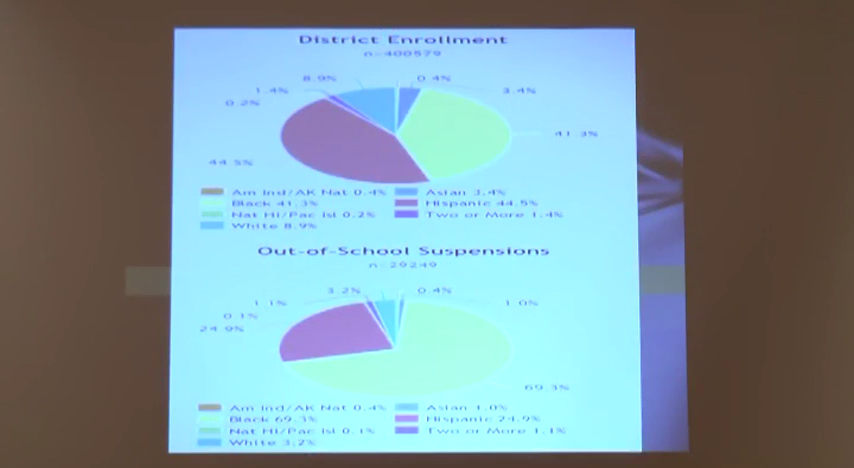 District Enrollment
n-400579
8.9% 0.4%
1.4% 3.4%
0.2%
41.3%
44.5%
Am Ind/AK Nat 0.4% Asian 3.4%
Black 41.3% Hispanic 44.5%
Nat HI/Pac Isl 0.2% Two or More 1.4%
White 8.9%
Out-of-School Suspensions
n-29249
3.2% 0.4%
1.1% 1.0%
0.1%
24.9%
69.3%
Am Ind/AK Nat 0.4% Asian 1.0%
Black 69.3% Hispanic 24.9%
Nat HI/Pac Isl 0.1% Two or More 1.1%
White 3.2%